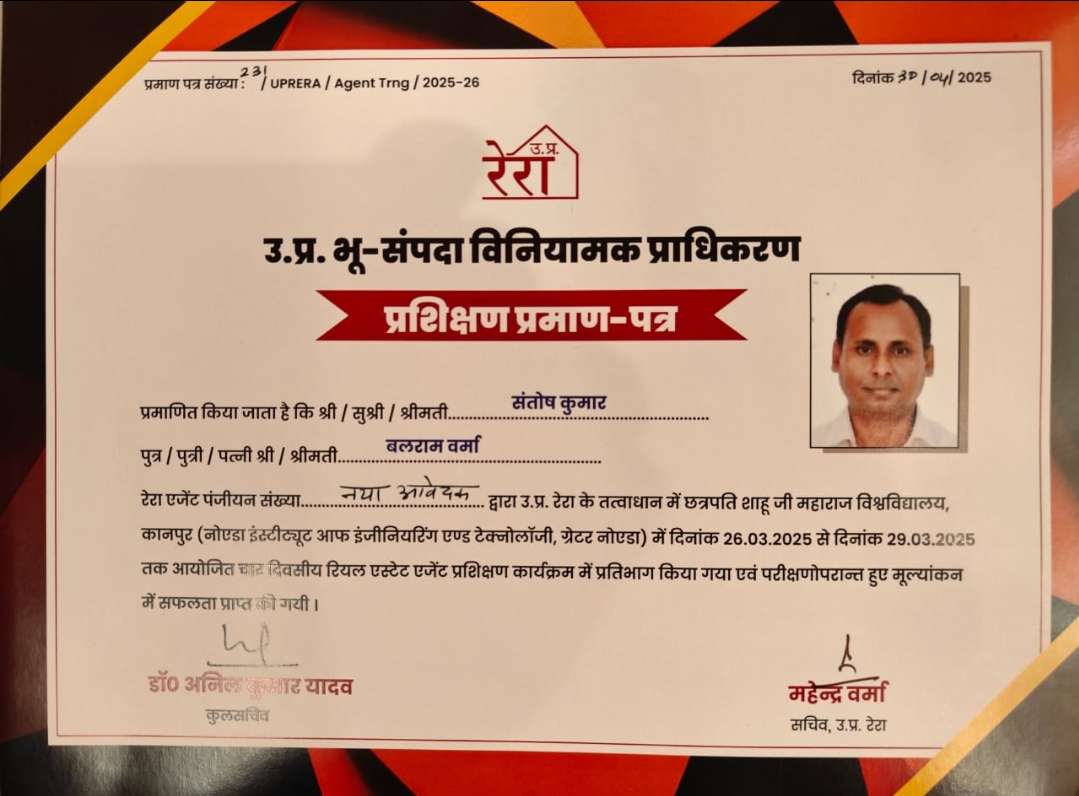 प्रमाण पत्र संख्या : 231 / UPRERA / Agent Trng / 2025-26
दिनांक 30 / 04 / 2025
उ.प्र.
रेरा
उ.प्र. भू-संपदा विनियामक प्राधिकरण
प्रशिक्षण प्रमाण-पत्र
प्रमाणित किया जाता है कि श्री / सुश्री / श्रीमती.....संतोष कुमार.....
पुत्र / पुत्री / पत्नी श्री / श्रीमती.....बलराम वर्मा.....
रेरा एजेंट पंजीयन संख्या.....नया आवेदक..... द्वारा उ.प्र. रेरा के तत्वाधान में छत्रपति शाहू जी महाराज विश्वविद्यालय,
कानपुर (नोएडा इंस्टीट्यूट आफ इंजीनियरिंग एण्ड टेक्नोलॉजी, ग्रेटर नोएडा) में दिनांक 26.03.2025 से दिनांक 29.03.2025
तक आयोजित चार दिवसीय रियल एस्टेट एजेंट प्रशिक्षण कार्यक्रम में प्रतिभाग किया गया एवं परीक्षणोपरान्त हुए मूल्यांकन
में सफलता प्राप्त की गयी ।
डॉ0 अनिल कुमार यादव
कुलसचिव
महेन्द्र वर्मा
सचिव, उ.प्र. रेरा